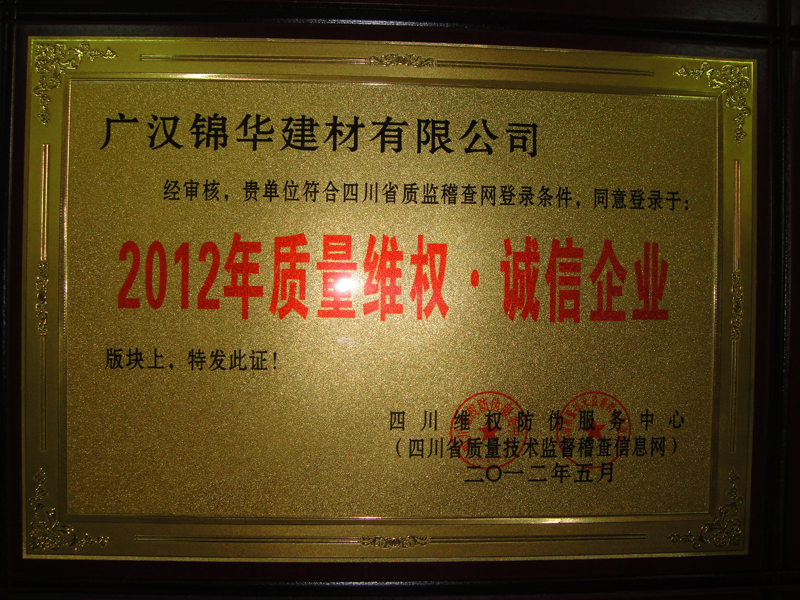 广汉锦华建材有限公司
经审核，贵单位符合四川省质监稽查网登录条件，同意登录于：
2012年质量维权·诚信企业
版块上，特发此证！
四川维权防伪服务中心
（四川省质量技术监督稽查信息网）
二〇一二年五月